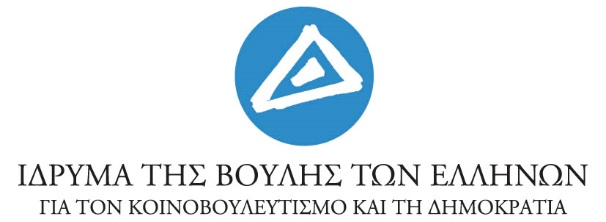 ΙΔΡΥΜΑ ΤΗΣ ΒΟΥΛΗΣ ΤΩΝ ΕΛΛΗΝΩΝ
ΓΙΑ ΤΟΝ ΚΟΙΝΟΒΟΥΛΕΥΤΙΣΜΟ ΚΑΙ ΤΗ ΔΗΜΟΚΡΑΤΙΑ